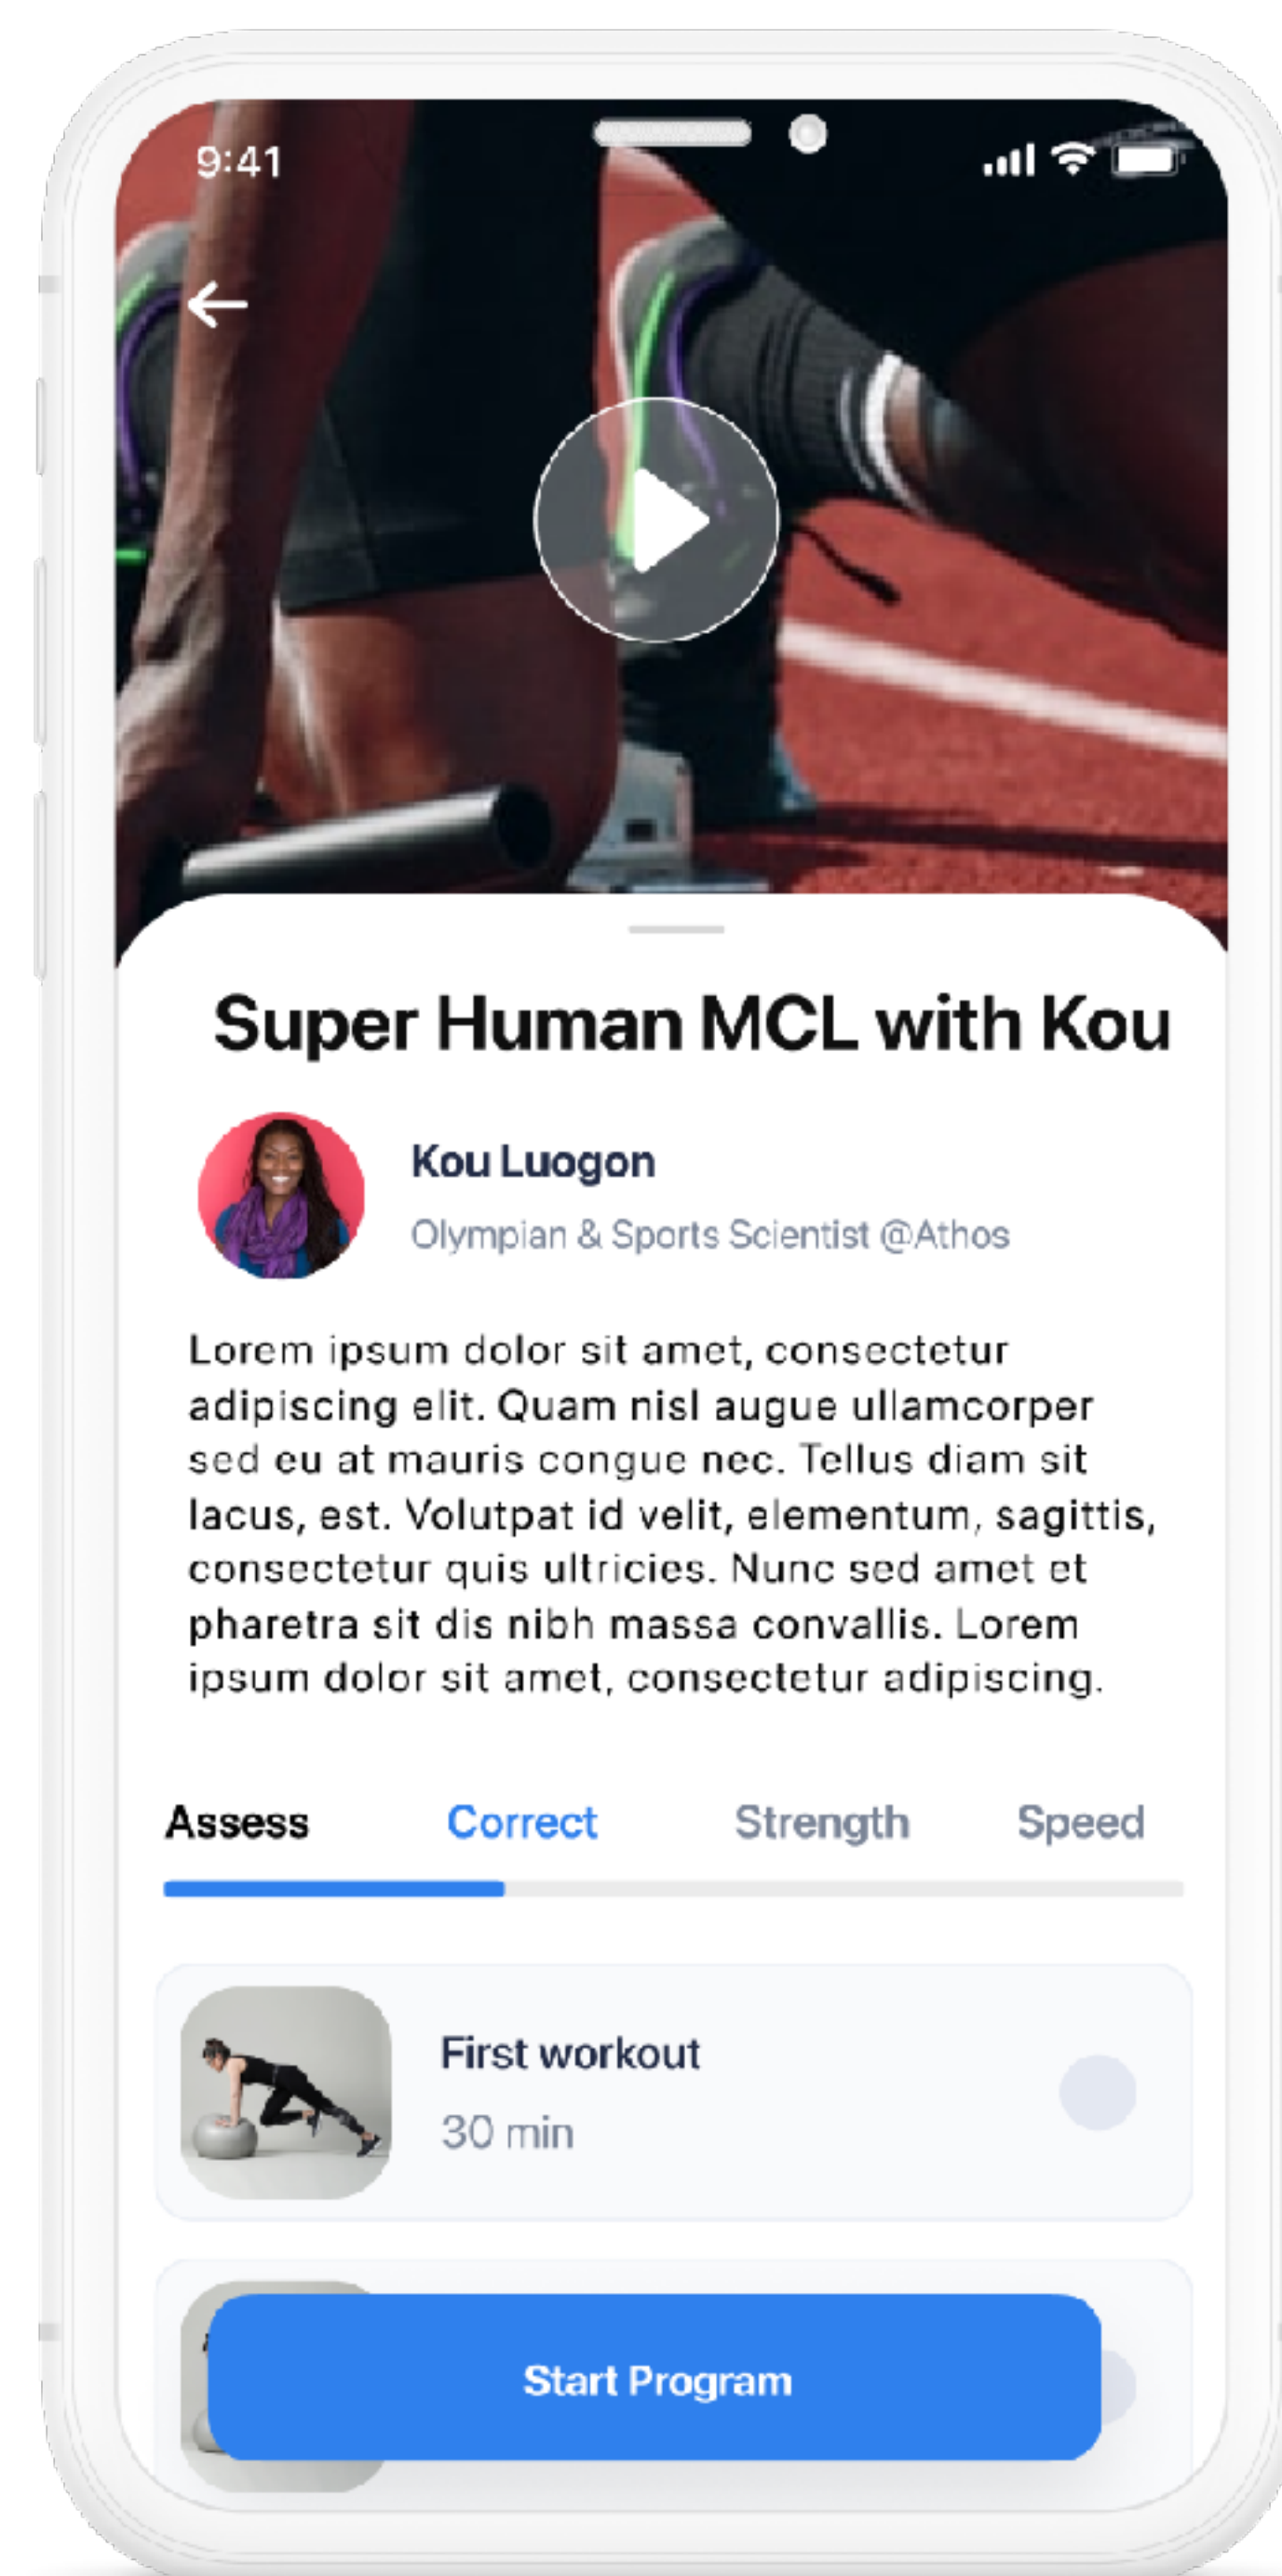 9:41
Super Human MCL with Kou
Kou Luogon
Olympian & Sports Scientist @Athos
Lorem ipsum dolor sit amet, consectetur
adipiscing elit. Quam nisl augue ullamcorper
sed eu at mauris congue nec. Tellus diam sit
lacus, est. Volutpat id velit, elementum, sagittis,
consectetur quis ultricies. Nunc sed amet et
pharetra sit dis nibh massa convallis. Lorem
ipsum dolor sit amet, consectetur adipiscing.
Assess Correct Strength Speed
First workout
30 min
Start Program